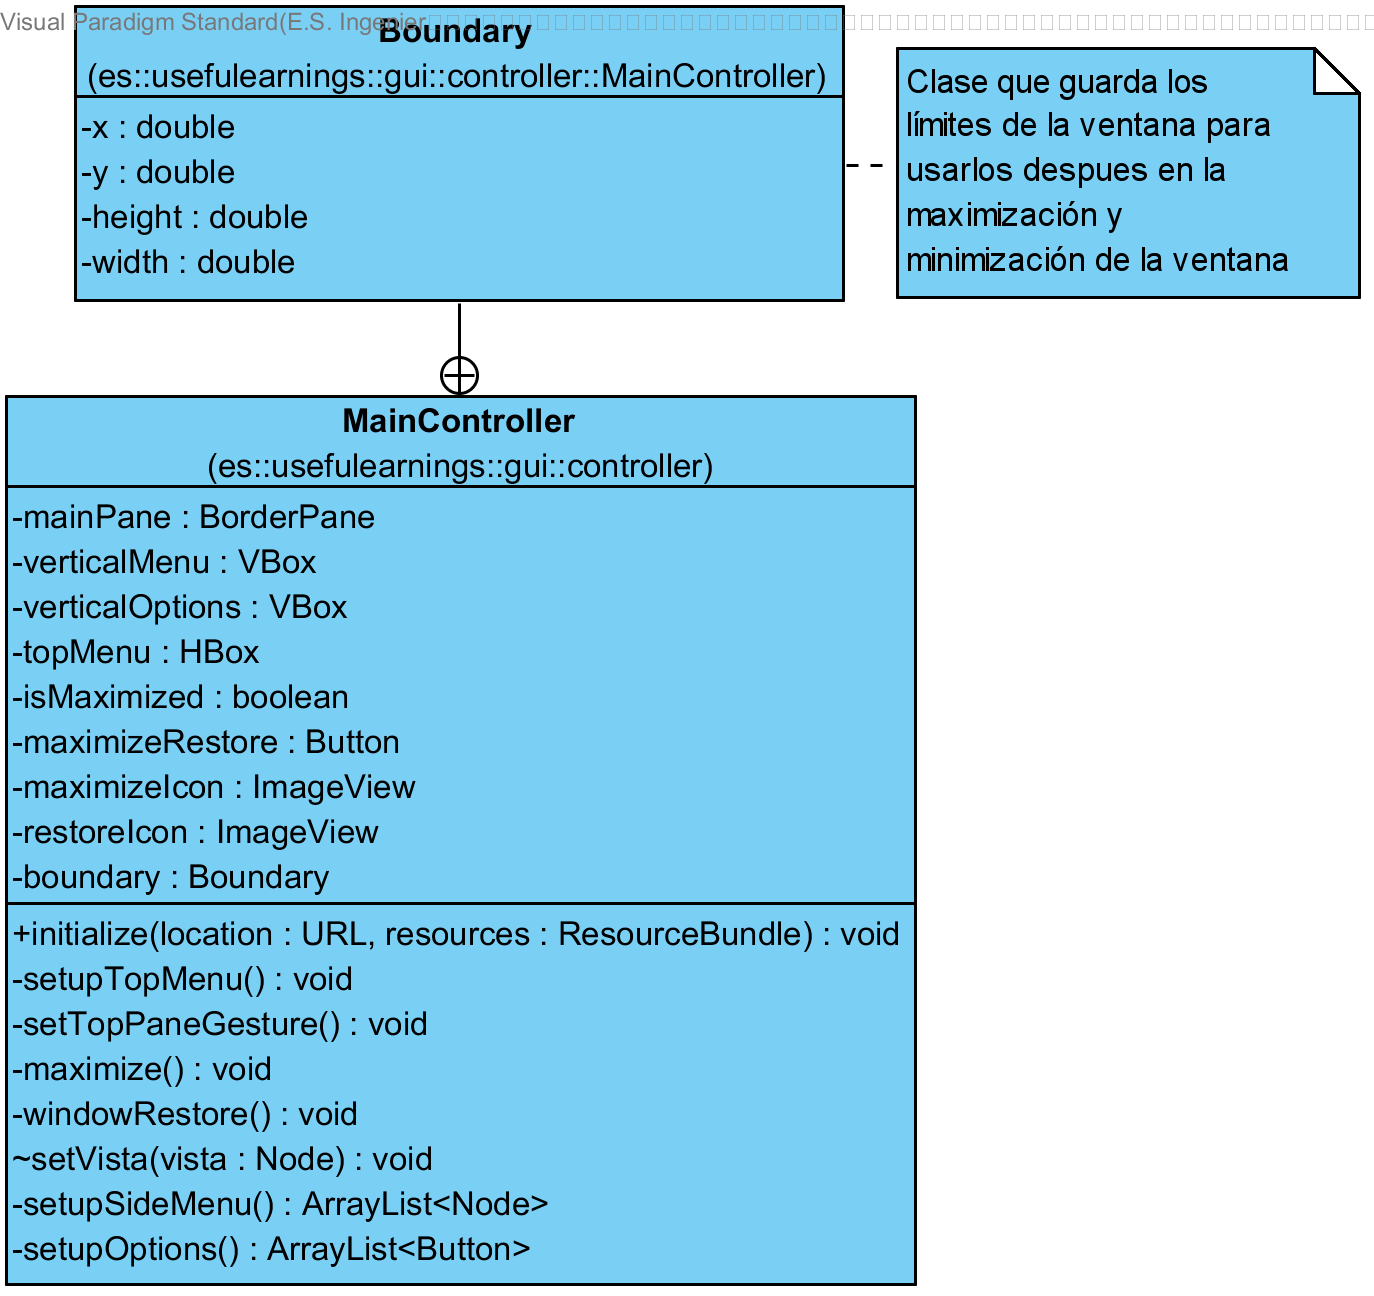 Visual Paradigm Standard(E.S. Ingenier
Boundary
(es::usefulearnings::gui::controller::MainController)
-x : double
-y : double
-height : double
-width : double
Clase que guarda los
límites de la ventana para
usarlos despues en la
maximización y
minimización de la ventana
MainController
(es::usefulearnings::gui::controller)
-mainPane : BorderPane
-verticalMenu : VBox
-verticalOptions : VBox
-topMenu : HBox
-isMaximized : boolean
-maximizeRestore : Button
-maximizeIcon : ImageView
-restoreIcon : ImageView
-boundary : Boundary
+initialize(location : URL, resources : ResourceBundle) : void
-setupTopMenu() : void
-setTopPaneGesture() : void
-maximize() : void
-windowRestore() : void
~setVista(vista : Node) : void
-setupSideMenu() : ArrayList<Node>
-setupOptions() : ArrayList<Button>